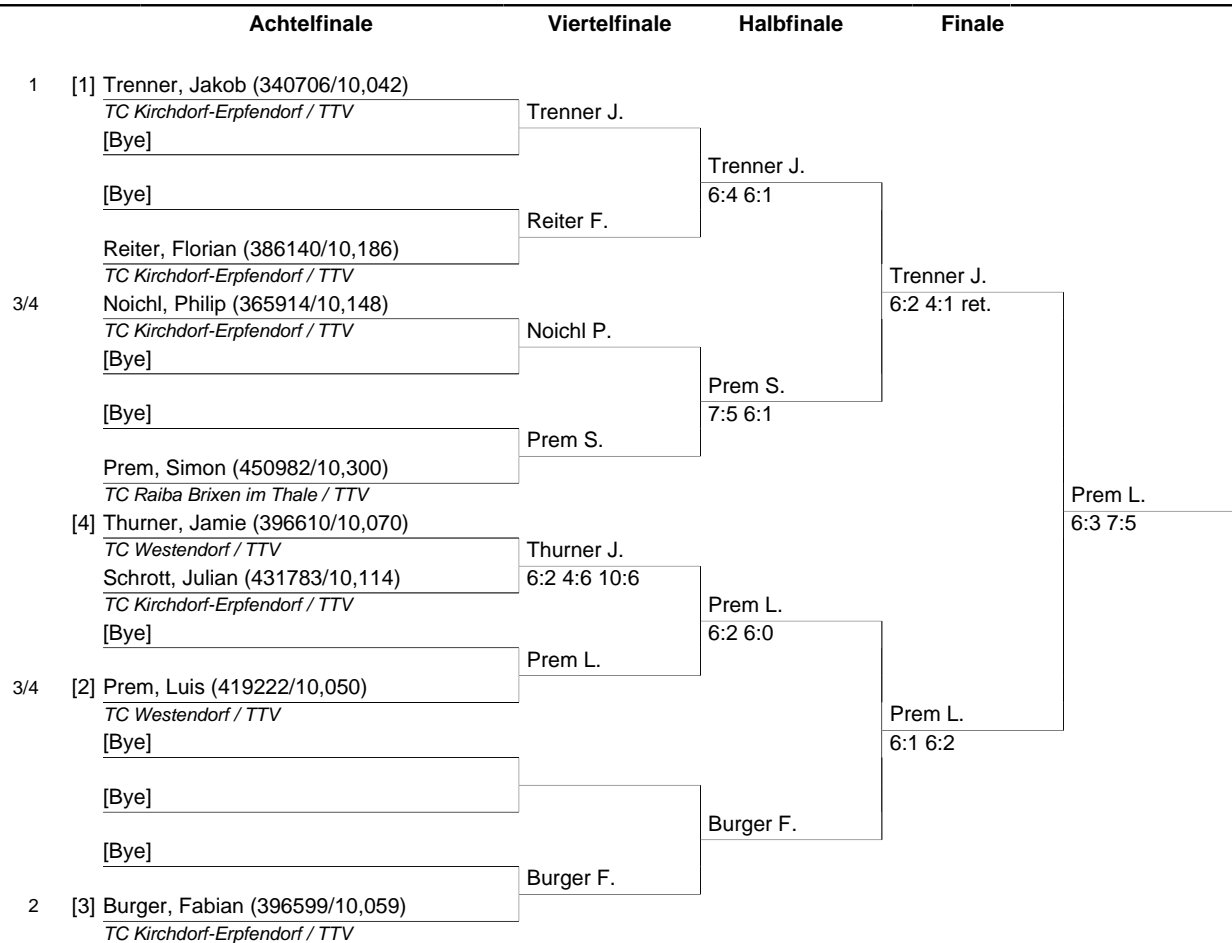 Achtelfinale Viertelfinale Halbfinale Finale
1 [1] Trenner, Jakob (340706/10,042)
TC Kirchdorf-Erpfendorf / TTV Trenner J.
[Bye]
Trenner J.
[Bye] 6:4 6:1
Reiter F.
Reiter, Florian (386140/10,186)
TC Kirchdorf-Erpfendorf / TTV Trenner J.
3/4 Noichl, Philip (365914/10,148) 6:2 4:1 ret.
TC Kirchdorf-Erpfendorf / TTV Noichl P.
[Bye]
Prem S.
[Bye] 7:5 6:1
Prem S.
Prem, Simon (450982/10,300)
TC Raiba Brixen im Thale / TTV Prem L.
[4] Thurner, Jamie (396610/10,070) 6:3 7:5
TC Westendorf / TTV Thurner J.
Schrott, Julian (431783/10,114) 6:2 4:6 10:6
TC Kirchdorf-Erpfendorf / TTV Prem L.
[Bye] 6:2 6:0
Prem L.
3/4 [2] Prem, Luis (419222/10,050)
TC Westendorf / TTV Prem L.
[Bye] 6:1 6:2
[Bye]
Burger F.
[Bye]
Burger F.
2 [3] Burger, Fabian (396599/10,059)
TC Kirchdorf-Erpfendorf / TTV